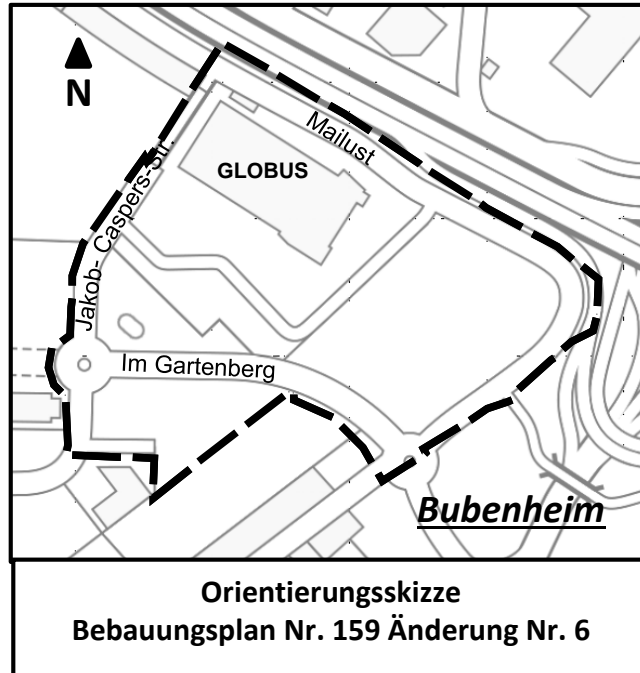 N
Mailust
GLOBUS
Jakob- Caspers-Str.
Im Gartenberg
Bubenheim
Orientierungsskizze
Bebauungsplan Nr. 159 Änderung Nr. 6